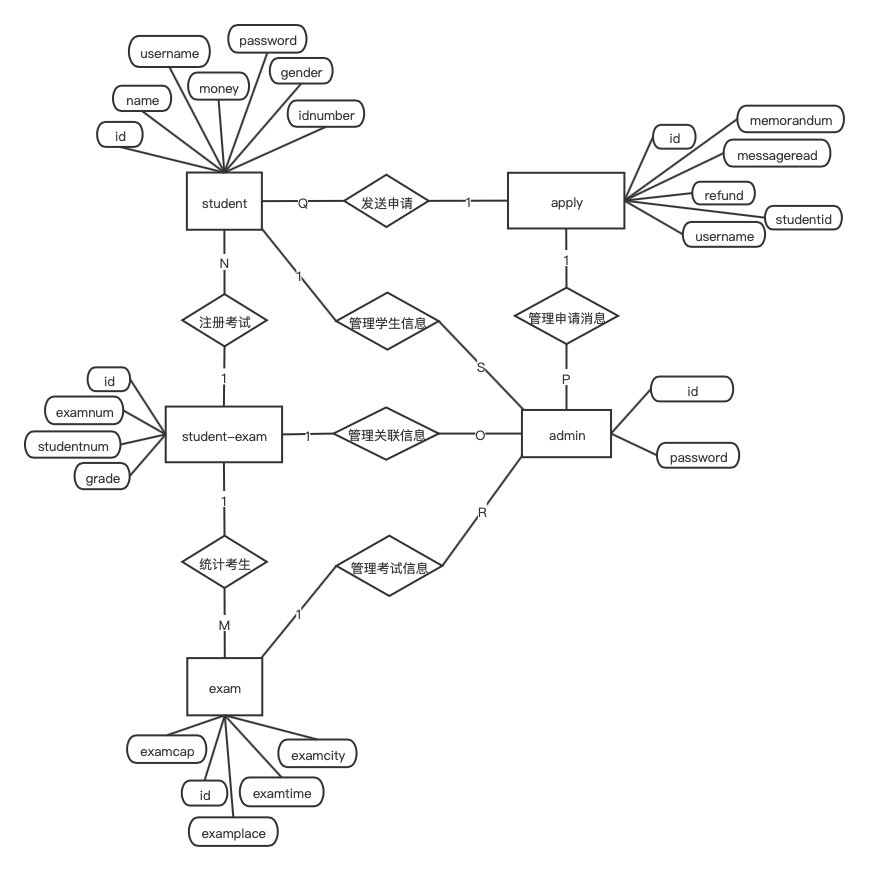 password
username
gender
money
name
idnumber
id
memorandum
id
messageread
refund
student
Q
发送申请
1
apply
studentid
username
N
1
1
注册考试
管理学生信息
管理申请消息
1
S
P
id
id
examnum
student-exam
1
管理关联信息
O
admin
studentnum
password
grade
1
R
统计考生
管理考试信息
1
M
exam
examcap
examcity
id
examtime
examplace